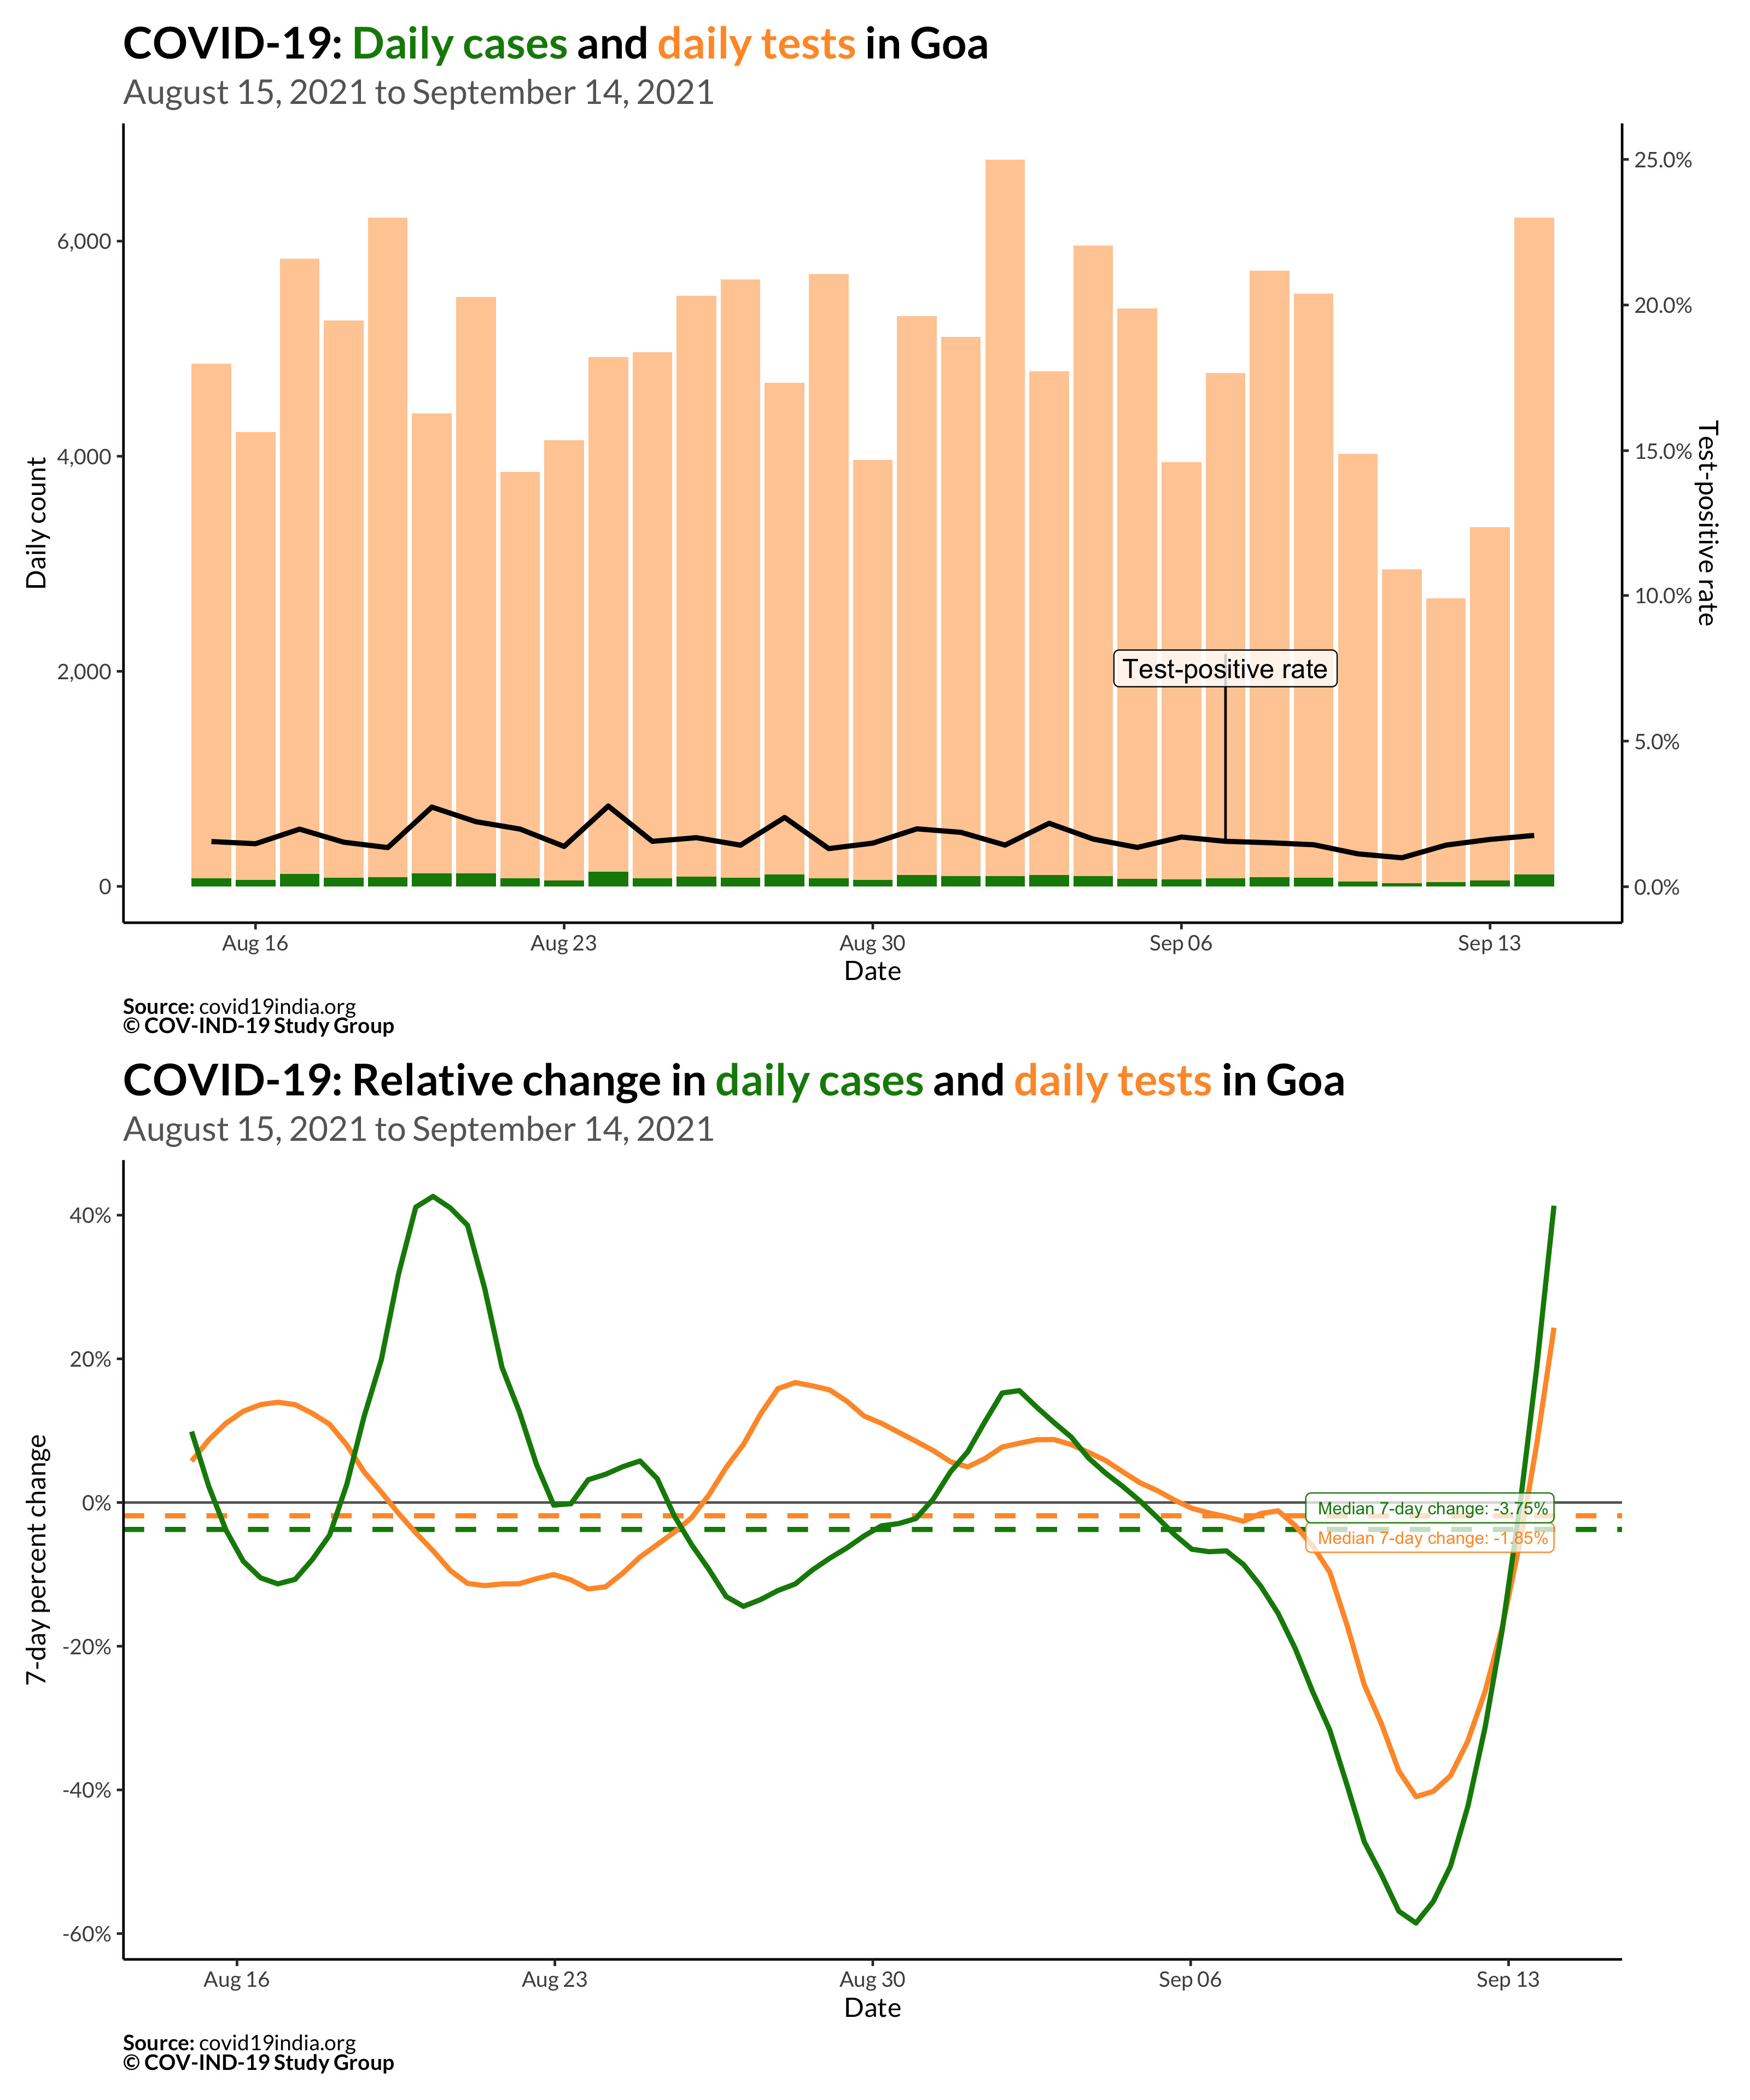 COVID-19: Daily cases and daily tests in Goa
August 15, 2021 to September 14, 2021
Daily count
6,000
4,000
2,000
0
25.0%
20.0%
15.0%
10.0%
5.0%
0.0%
Test-positive rate
Test-positive rate
Aug 16
Aug 23
Aug 30
Sep 06
Sep 13
Date
Source: covid19india.org
© COV-IND-19 Study Group
COVID-19: Relative change in daily cases and daily tests in Goa
August 15, 2021 to September 14, 2021
7-day percent change
40%
20%
0%
-20%
-40%
-60%
Median 7-day change: -3.75%
Median 7-day change: -1.85%
Aug 16
Aug 23
Aug 30
Sep 06
Sep 13
Date
Source: covid19india.org
© COV-IND-19 Study Group